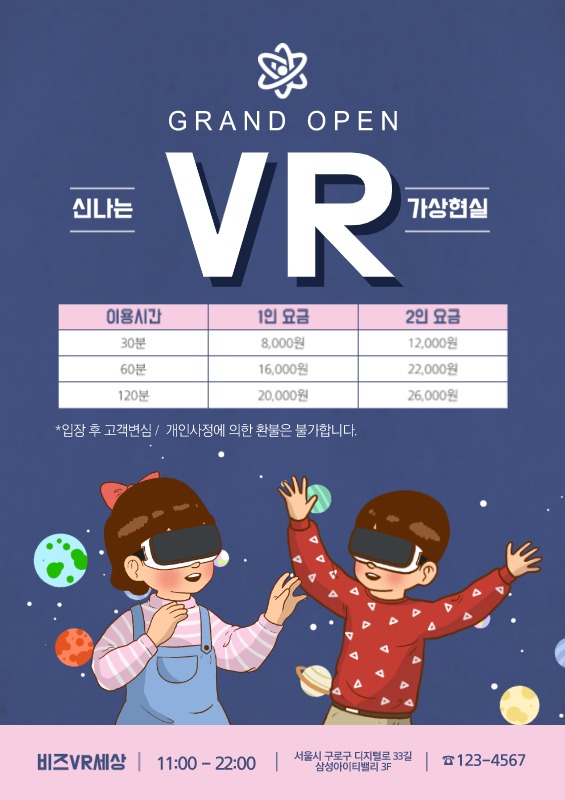 GRAND OPEN
신나는 VR 가상현실
이용시간 1인 요금 2인 요금
30분 8,000원 12,000원
60분 16,000원 22,000원
120분 20,000원 26,000원
*입장 후 고객변심 / 개인사정에 의한 환불은 불가합니다.
비즈VR세상 | 11:00 – 22:00 | 서울시 구로구 디지털로 33길
삼성아이티밸리 3F | ☎123–4567